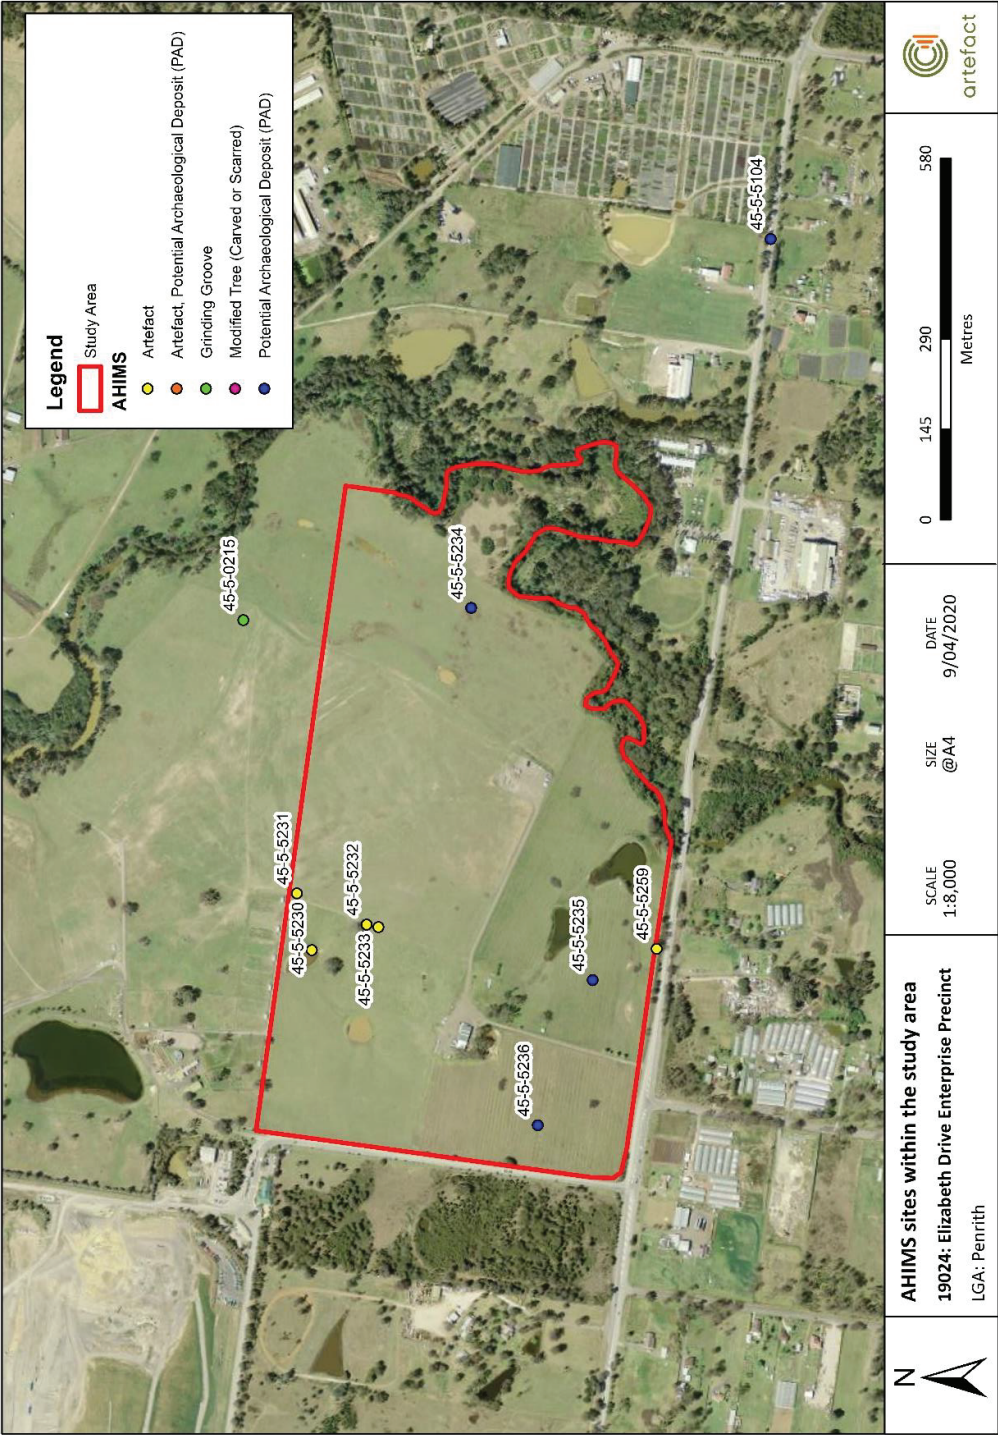 Legend
Study Area
AHIMS
Artefact
Artefact, Potential Archaeological Deposit (PAD)
Grinding Groove
Modified Tree (Carved or Scarred)
Potential Archaeological Deposit (PAD)
45-5-0215
45-5-5231
45-5-5230
45-5-5232
45-5-5233
45-5-5234
45-5-5235
45-5-5236
45-5-5259
45-5-5104
N
AHIMS sites within the study area
19024: Elizabeth Drive Enterprise Precinct
LGA: Penrith
SCALE
1:8,000
SIZE
@A4
DATE
9/04/2020
0 145 290 580
Metres
artefact